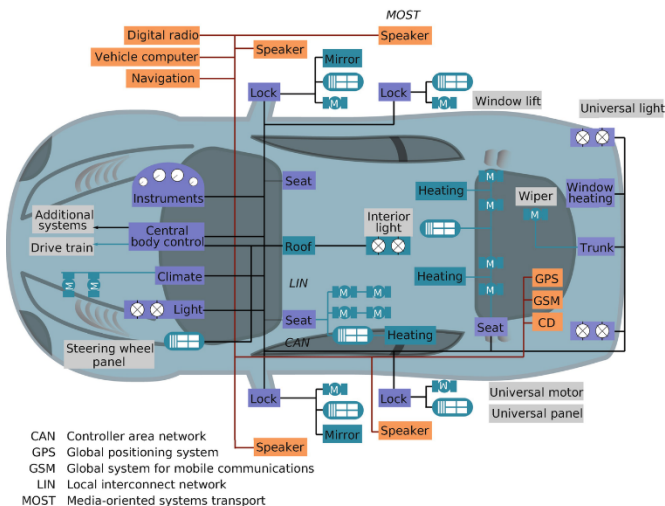 MOST
Digital radio
Speaker
Speaker
Vehicle computer
Mirror
Navigation
Lock
Lock
M
M
Window lift
Universal light
Seat
M
Heating
Window
heating
Instruments
M
Wiper
M
Interior
light
Additional
systems
Central
body control
Roof
Trunk
Drive train
Climate
M
M
LIN
Heating
M
GPS
M
M
M
GSM
Light
M
M
Seat
CD
Steering wheel
panel
CAN
Heating
Seat
Lock
M
Lock
M
Universal motor
Universal panel
Mirror
Speaker
Speaker
CAN Controller area network
GPS Global positioning system
GSM Global system for mobile communications
LIN Local interconnect network
MOST Media-oriented systems transport